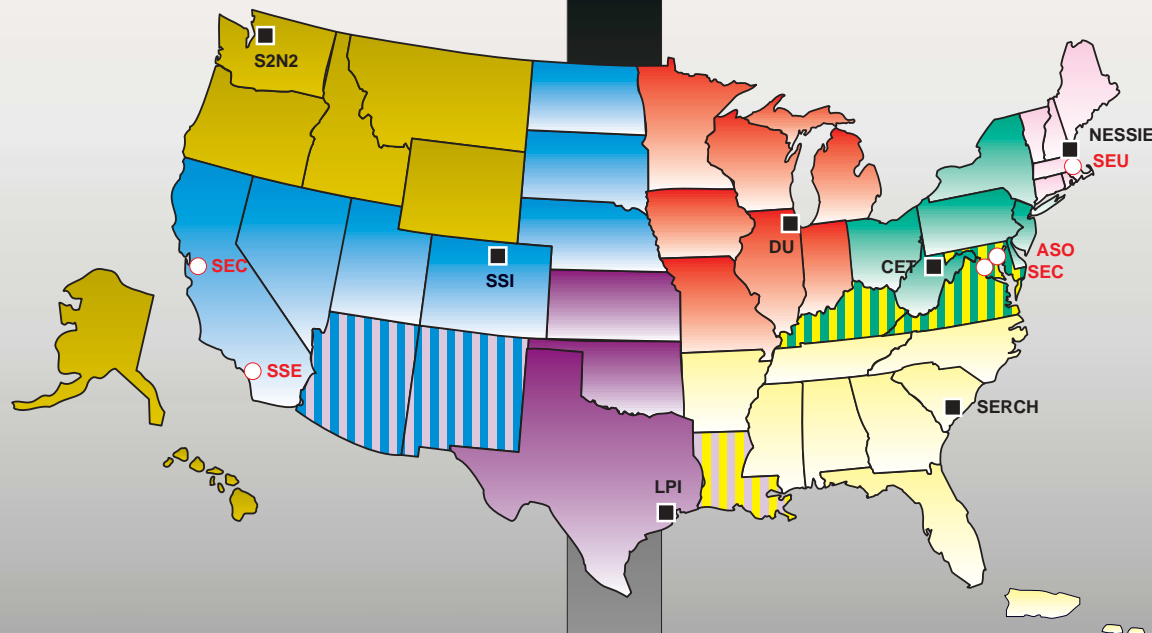 S2N2
NESSIE
SEU
DU
ASO
SEC
CET
SEC
SSI
SSE
SERCH
LPI